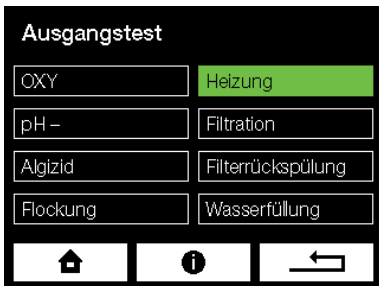 Ausgangstest
OXY
Heizung
pH –
Filtration
Algizid
Filterrückspülung
Flockung
Wasserfüllung